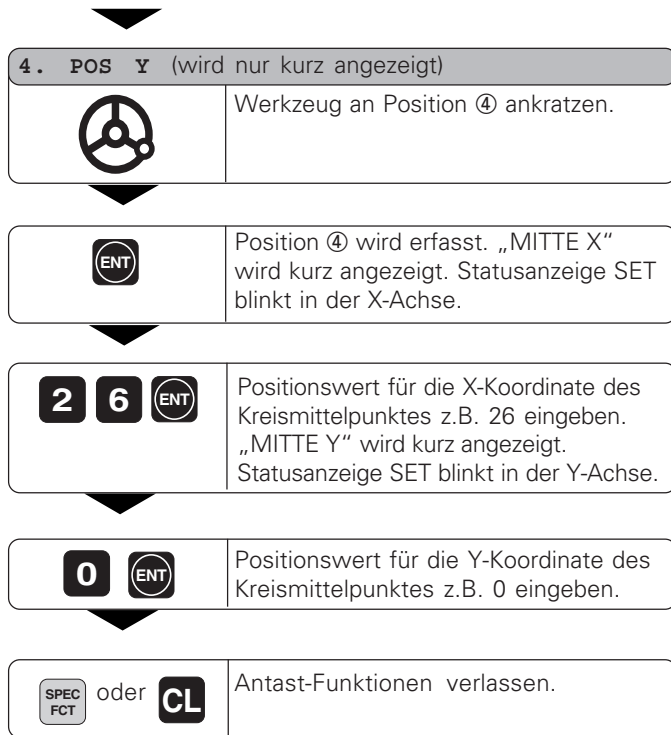 4. POS Y (wird nur kurz angezeigt)
Werkzeug an Position ④ ankratzen.
ENT
Position ④ wird erfasst. „MITTE X“
wird kurz angezeigt. Statusanzeige SET
blinkt in der X-Achse.
2 6 ENT
Positionswert für die X-Koordinate des
Kreismittelpunktes z.B. 26 eingeben.
„MITTE Y“ wird kurz angezeigt.
Statusanzeige SET blinkt in der Y-Achse.
0 ENT
Positionswert für die Y-Koordinate des
Kreismittelpunktes z.B. 0 eingeben.
SPEC
FCT oder CL
Antast-Funktionen verlassen.